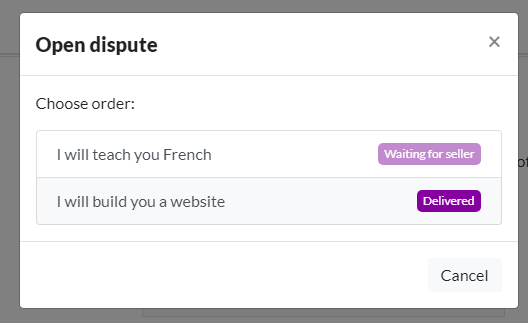 Open dispute ×
Choose order:
I will teach you French Waiting for seller
I will build you a website Delivered
Cancel